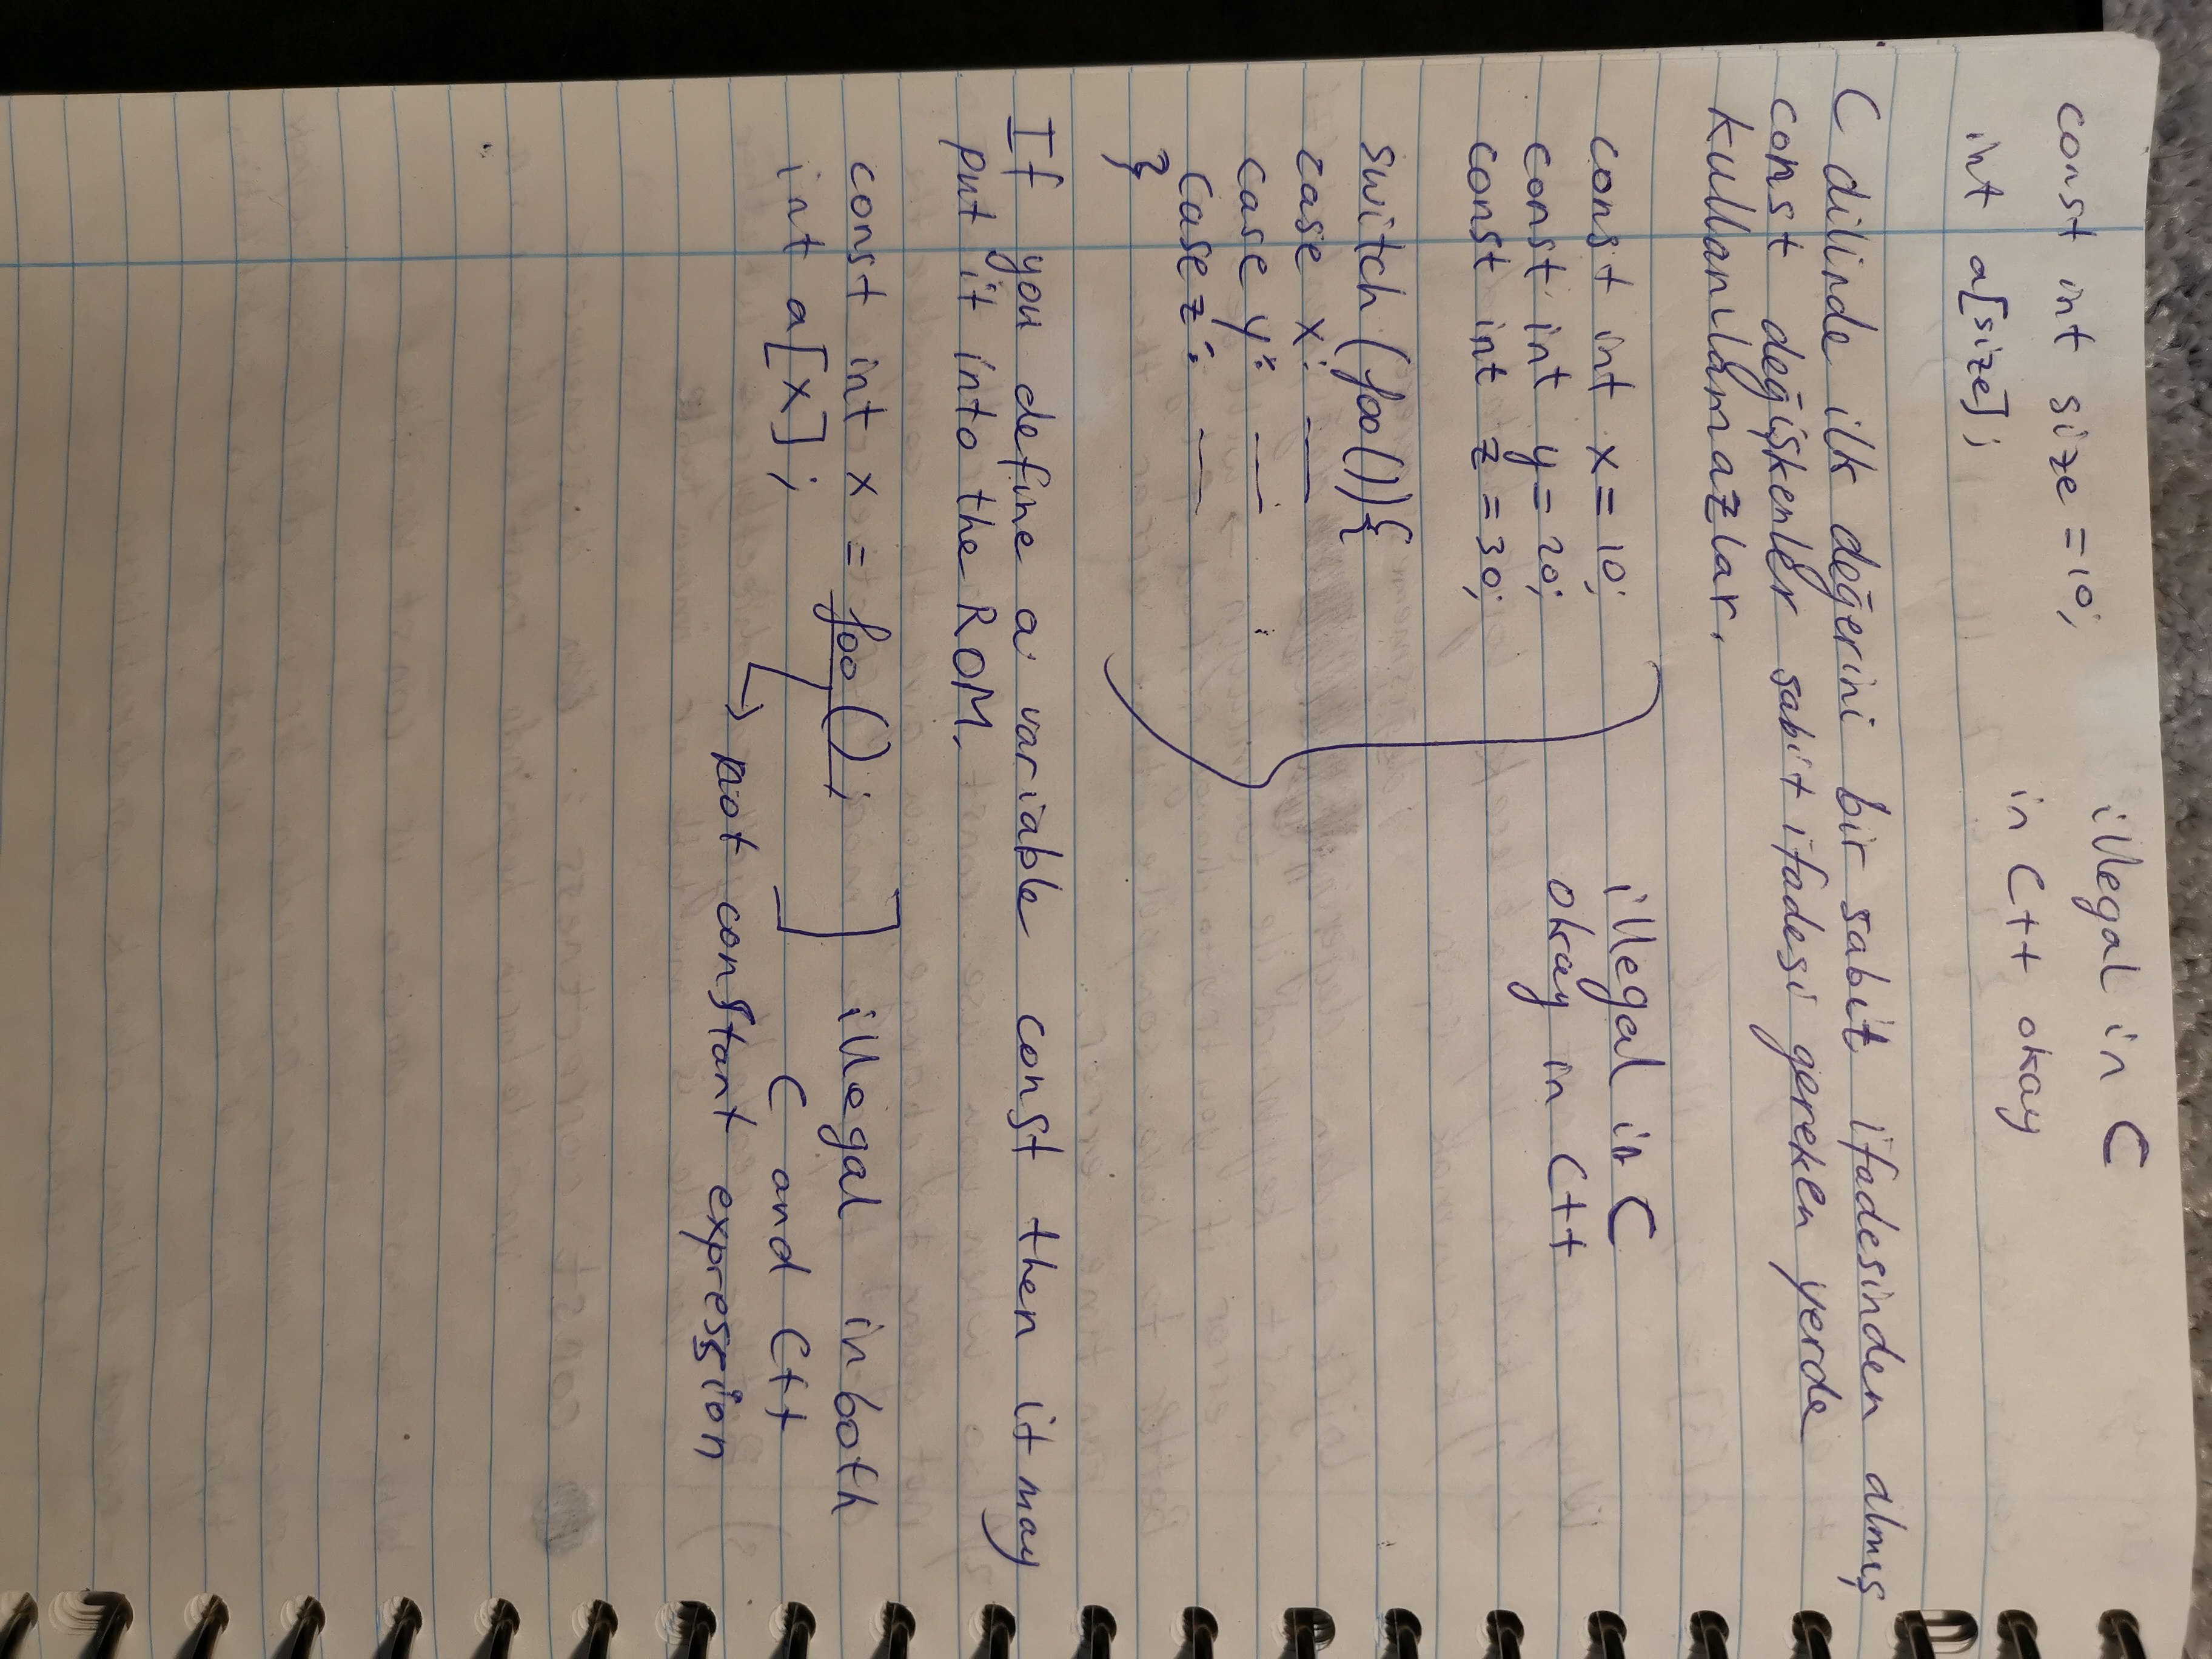 const int size = 10;
illegal in C
in C++ okay
int a[size];
C dilinde ilk değerini bir sabit ifadesinden almış
const değişkenler sabit ifadesi gereken yerde
kullanılamazlar.
const int x = 10;
const int y = 20;
const int z = 30;
illegal in C
okay in C++
switch (foo()){
case x: —
case y: —
case z: —
}
If you define a variable const then it may
put it into the ROM.
const int x = foo();
int a[x];
illegal in both
C and C++
not constant expression